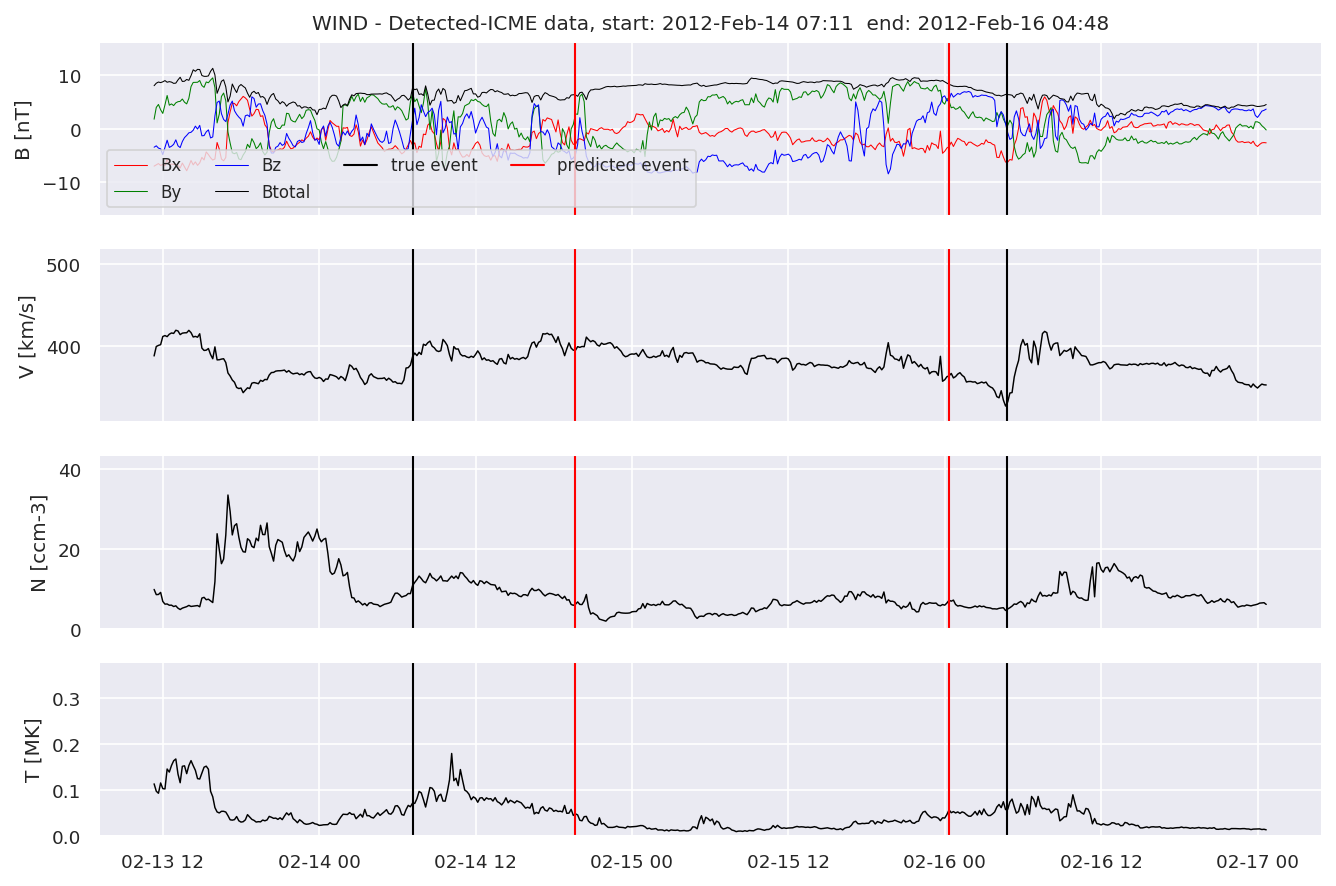 WIND - Detected-ICME data, start: 2012-Feb-14 07:11  end: 2012-Feb-16 04:48
B [nT]
10
0
−10
Bx Bz true event predicted event
By Btotal
V [km/s]
500
400
N [ccm-3]
40
20
0
T [MK]
0.3
0.2
0.1
0.0
02-13 12 02-14 00 02-14 12 02-15 00 02-15 12 02-16 00 02-16 12 02-17 00